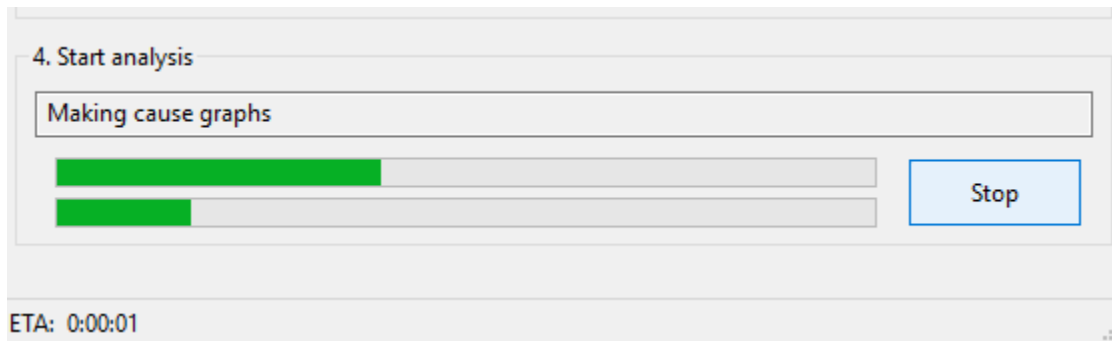 4. Start analysis
Making cause graphs
Stop
ETA: 0:00:01